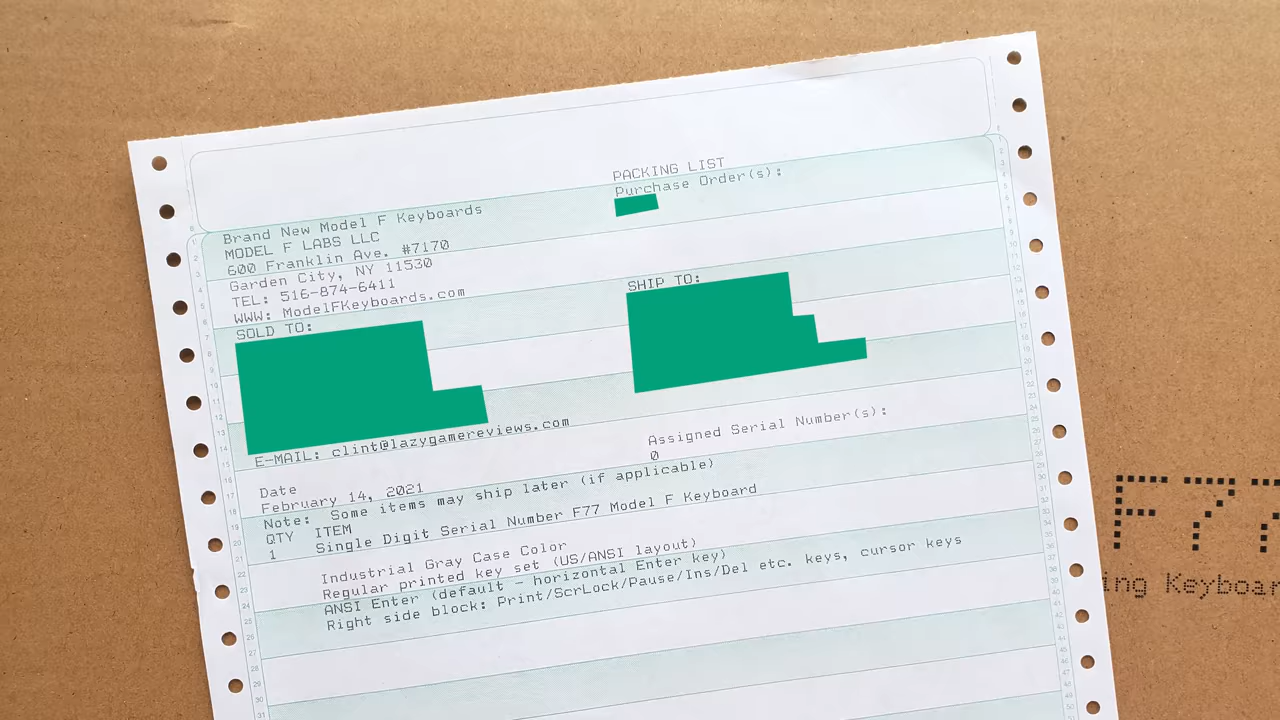 PACKING LIST
Purchase Order(s):
Brand New Model F Keyboards
MODEL F LABS LLC
600 Franklin Ave. #7170
Garden City, NY 11530
TEL: 516-874-6411
WWW: ModelFKeyboards.com
SOLD TO:
SHIP TO:
E-MAIL: clint@lazygamereviews.com
Assigned Serial Number(s):
0
Date
February 14, 2021
Note: Some items may ship later (if applicable)
QTY ITEM
1 Single Digit Serial Number F77 Model F Keyboard
Industrial Gray Case Color
Regular printed key set (US/ANSI layout)
ANSI Enter (default - horizontal Enter key)
Right side block: Print/ScrLock/Pause/Ins/Del etc. keys, cursor keys
F77